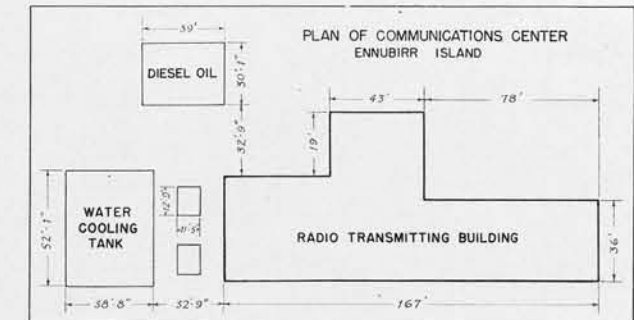 39'
PLAN OF COMMUNICATIONS CENTER
ENNUBIRR ISLAND
DIESEL OIL
30'-1"
43'
78'
32'-9"
19'
52'-1"
WATER
COOLING
TANK
12'-9"
11'-5"
RADIO TRANSMITTING BUILDING
36'
38'-8"
32'-9"
167'